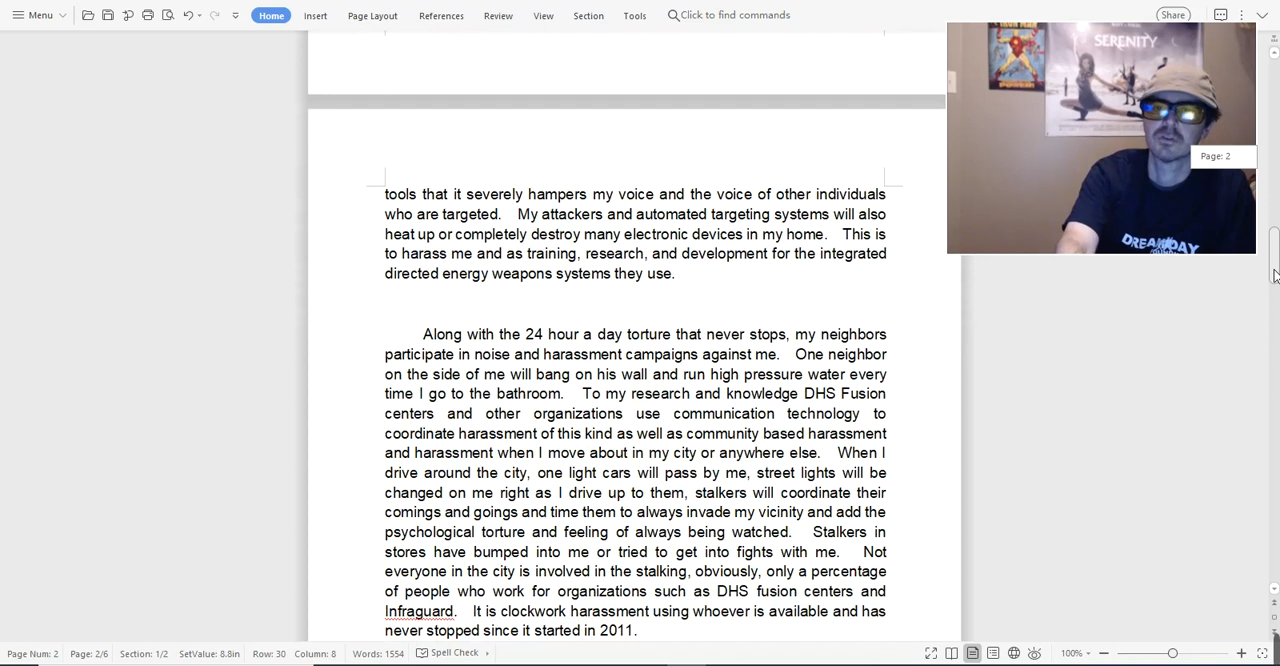 Menu Home Insert Page Layout References Review View Section Tools Click to find commands Share
SERENITY
Page: 2
tools that it severely hampers my voice and the voice of other individuals
who are targeted. My attackers and automated targeting systems will also
heat up or completely destroy many electronic devices in my home. This is
to harass me and as training, research, and development for the integrated
directed energy weapons systems they use.
Along with the 24 hour a day torture that never stops, my neighbors
participate in noise and harassment campaigns against me. One neighbor
on the side of me will bang on his wall and run high pressure water every
time I go to the bathroom. To my research and knowledge DHS Fusion
centers and other organizations use communication technology to
coordinate harassment of this kind as well as community based harassment
and harassment when I move about in my city or anywhere else. When I
drive around the city, one light cars will pass by me, street lights will be
changed on me right as I drive up to them, stalkers will coordinate their
comings and goings and time them to always invade my vicinity and add the
psychological torture and feeling of always being watched. Stalkers in
stores have bumped into me or tried to get into fights with me. Not
everyone in the city is involved in the stalking, obviously, only a percentage
of people who work for organizations such as DHS fusion centers and
Infraguard. It is clockwork harassment using whoever is available and has
never stopped since it started in 2011.
Page Num: 2 Page: 2/6 Section: 1/2 SetValue: 8.8in Row: 30 Column: 8 Words: 1554 Spell Check 100%